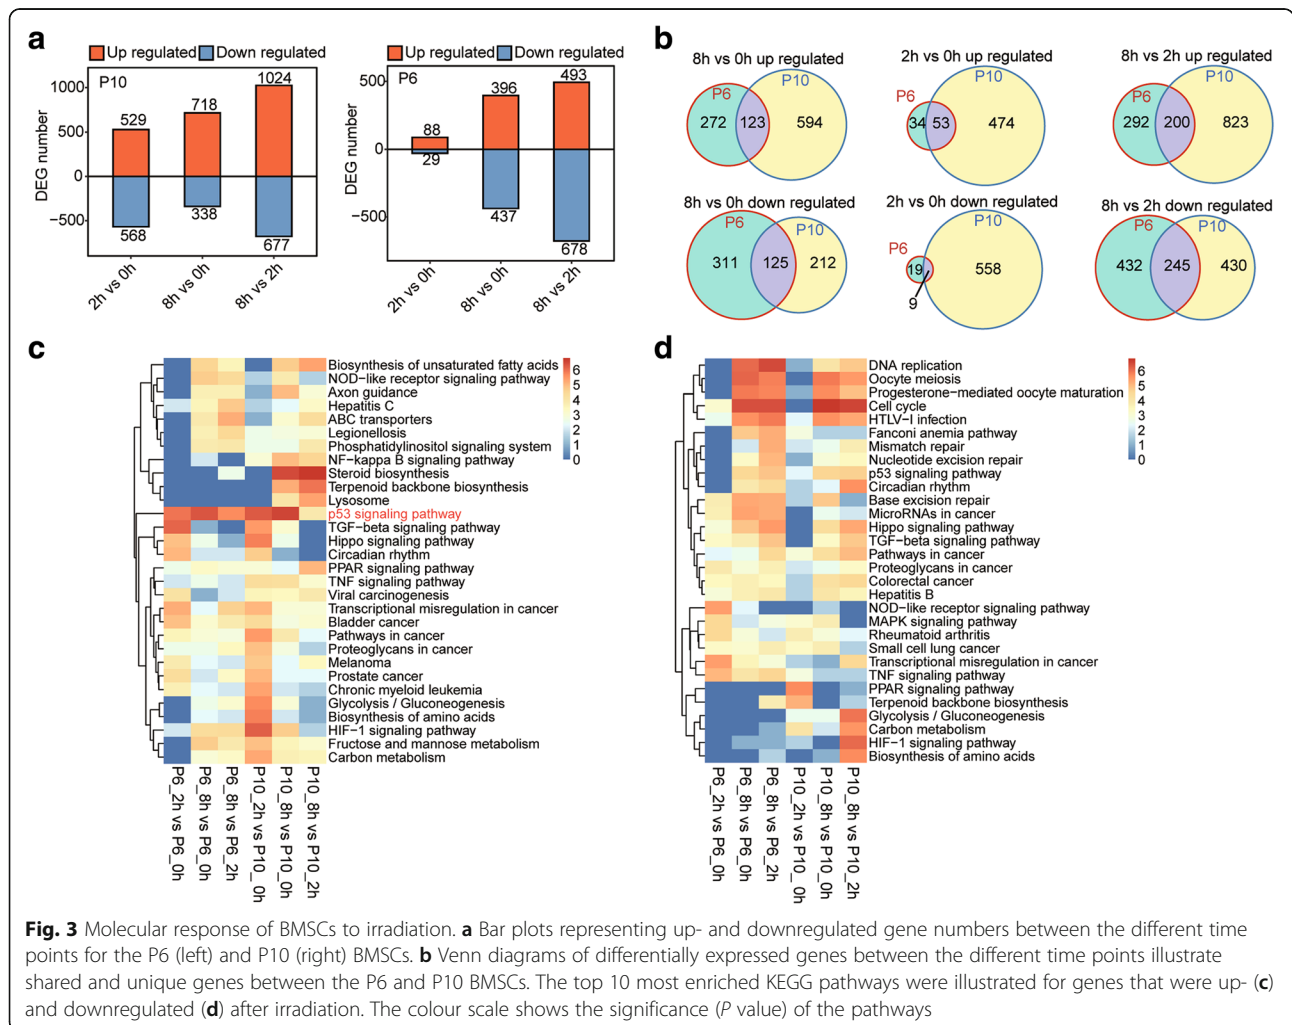 a
Up regulated Down regulated
P10
DEG number
1000
500
0
−500
529
718
1024
568
338
677
2h vs 0h
8h vs 0h
8h vs 2h
Up regulated Down regulated
P6
DEG number
500
0
−500
88
396
493
29
437
678
2h vs 0h
8h vs 0h
8h vs 2h
b
8h vs 0h up regulated
P6
P10
272
123
594
2h vs 0h up regulated
P6
P10
34
53
474
8h vs 2h up regulated
P6
P10
292
200
823
8h vs 0h down regulated
P6
P10
311
125
212
2h vs 0h down regulated
P6
P10
19
9
558
8h vs 2h down regulated
P6
P10
432
245
430
c
Biosynthesis of unsaturated fatty acids
NOD−like receptor signaling pathway
Axon guidance
Hepatitis C
ABC transporters
Legionellosis
Phosphatidylinositol signaling system
NF−kappa B signaling pathway
Steroid biosynthesis
Terpenoid backbone biosynthesis
Lysosome
p53 signaling pathway
TGF−beta signaling pathway
Hippo signaling pathway
Circadian rhythm
PPAR signaling pathway
TNF signaling pathway
Viral carcinogenesis
Transcriptional misregulation in cancer
Bladder cancer
Pathways in cancer
Proteoglycans in cancer
Melanoma
Prostate cancer
Chronic myeloid leukemia
Glycolysis / Gluconeogenesis
Biosynthesis of amino acids
HIF−1 signaling pathway
Fructose and mannose metabolism
Carbon metabolism
6
5
4
3
2
1
0
P6_2h vs P6_0h
P6_8h vs P6_0h
P6_8h vs P6_2h
P10_2h vs P10_0h
P10_8h vs P10_0h
P10_8h vs P10_2h
d
DNA replication
Oocyte meiosis
Progesterone−mediated oocyte maturation
Cell cycle
HTLV−I infection
Fanconi anemia pathway
Mismatch repair
Nucleotide excision repair
p53 signaling pathway
Circadian rhythm
Base excision repair
MicroRNAs in cancer
Hippo signaling pathway
TGF−beta signaling pathway
Pathways in cancer
Proteoglycans in cancer
Colorectal cancer
Hepatitis B
NOD−like receptor signaling pathway
MAPK signaling pathway
Rheumatoid arthritis
Small cell lung cancer
Transcriptional misregulation in cancer
TNF signaling pathway
PPAR signaling pathway
Terpenoid backbone biosynthesis
Glycolysis / Gluconeogenesis
Carbon metabolism
HIF−1 signaling pathway
Biosynthesis of amino acids
6
5
4
3
2
1
0
P6_2h vs P6_0h
P6_8h vs P6_0h
P6_8h vs P6_2h
P10_2h vs P10_0h
P10_8h vs P10_0h
P10_8h vs P10_2h
Fig. 3 Molecular response of BMSCs to irradiation. a Bar plots representing up- and downregulated gene numbers between the different time
points for the P6 (left) and P10 (right) BMSCs. b Venn diagrams of differentially expressed genes between the different time points illustrate
shared and unique genes between the P6 and P10 BMSCs. The top 10 most enriched KEGG pathways were illustrated for genes that were up- (c)
and downregulated (d) after irradiation. The colour scale shows the significance (P value) of the pathways